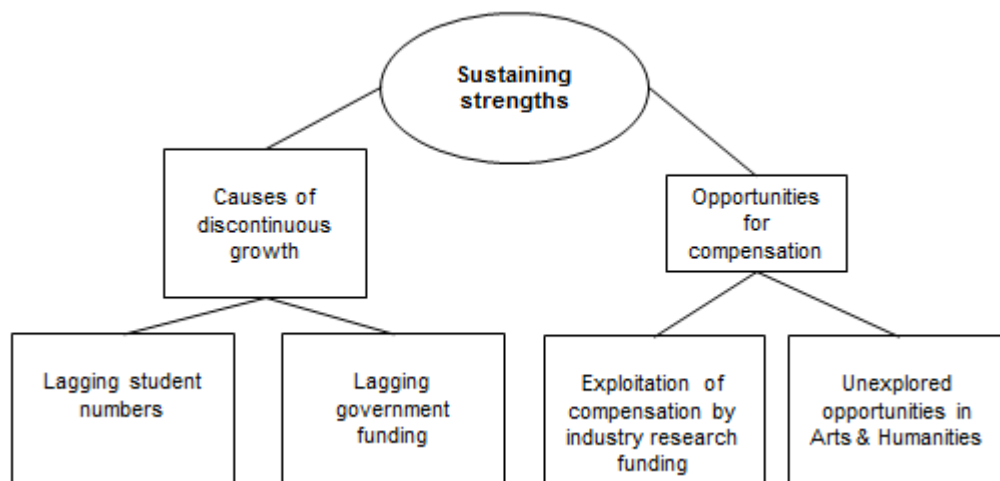 Sustaining
strengths
Causes of
discontinuous
growth
Opportunities
for
compensation
Lagging student
numbers
Lagging
government
funding
Exploitation of
compensation by
industry research
funding
Unexplored
opportunities in
Arts & Humanities